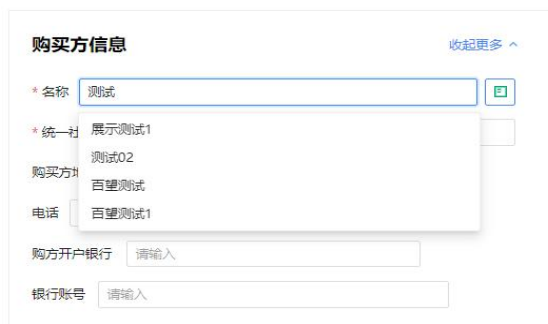 购买方信息 收起更多
* 名称 测试
* 统一社
展示测试1
测试02
购买方地
百望测试
电话
百望测试1
购方开户银行 请输入
银行账号 请输入